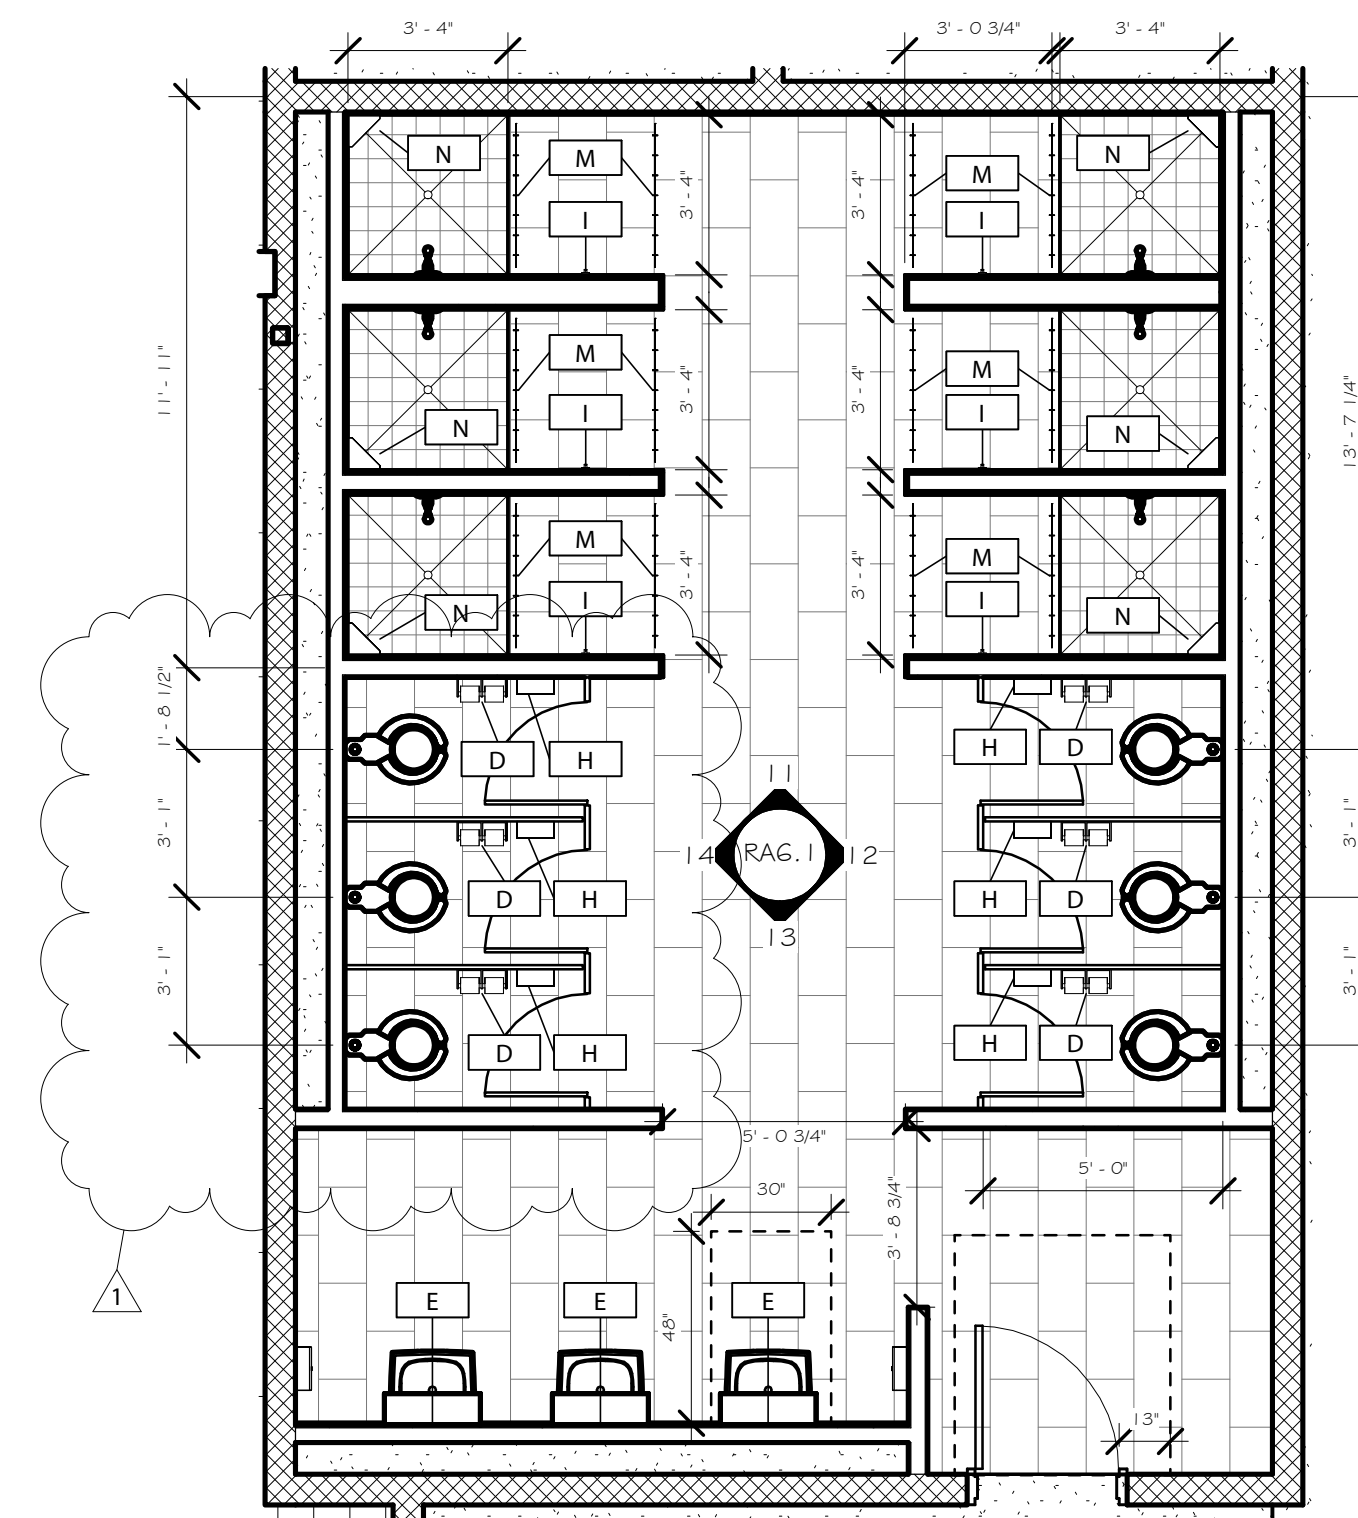 3' - 4"
3' - 0 3/4"
3' - 4"
N
M
I
3' - 4"
3' - 4"
M
I
N
11' - 11"
M
I
N
3' - 4"
3' - 4"
M
I
N
13' - 7 1/4"
M
I
N
3' - 4"
3' - 4"
M
I
N
1' - 8 1/2"
D
H
H
D
11
14
RA6.1
12
13
3' - 1"
3' - 1"
D
H
H
D
3' - 1"
3' - 1"
D
H
H
D
5' - 0 3/4"
5' - 0"
30"
3' - 8 3/4"
48"
1
E
E
E
13"